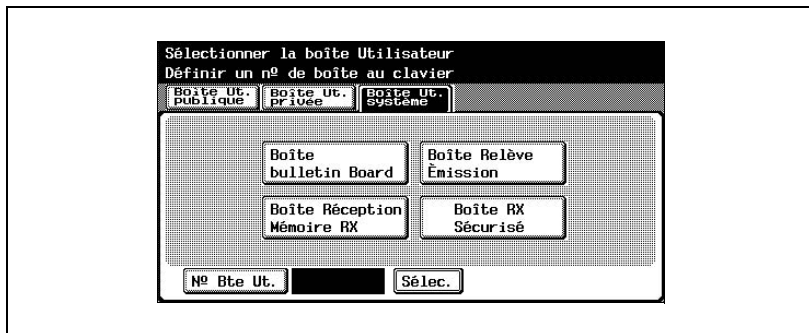 Sélectionner la boîte Utilisateur
Définir un nº de boîte au clavier
Boîte Ut. publique
Boîte Ut. privée
Boîte Ut. système
Boîte bulletin Board
Boîte Relève Èmission
Boîte Réception Mémoire RX
Boîte RX Sécurisé
Nº Bte Ut.
Sélec.